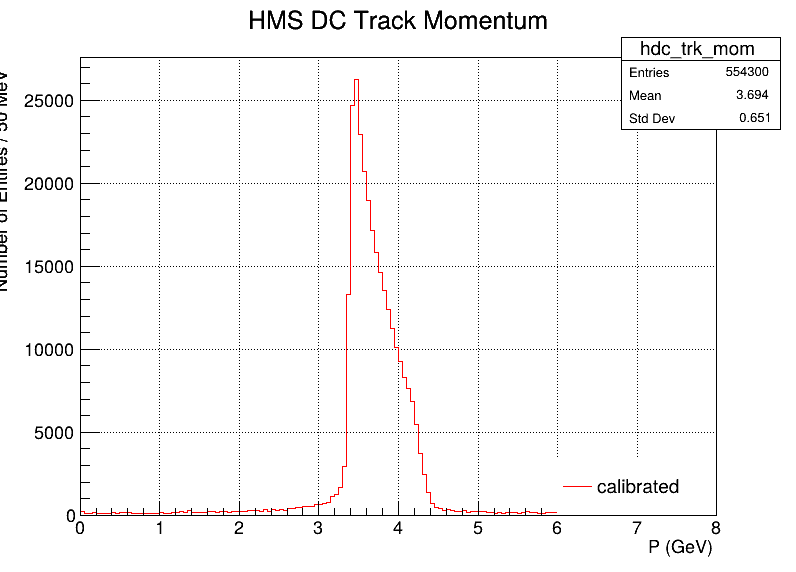 HMS DC Track Momentum
hdc_trk_mom
Entries 554300
Mean 3.694
Std Dev 0.651
Number of Entires / 50 MeV
25000
20000
15000
10000
5000
0
0 1 2 3 4 5 6 7 8
P (GeV)
calibrated